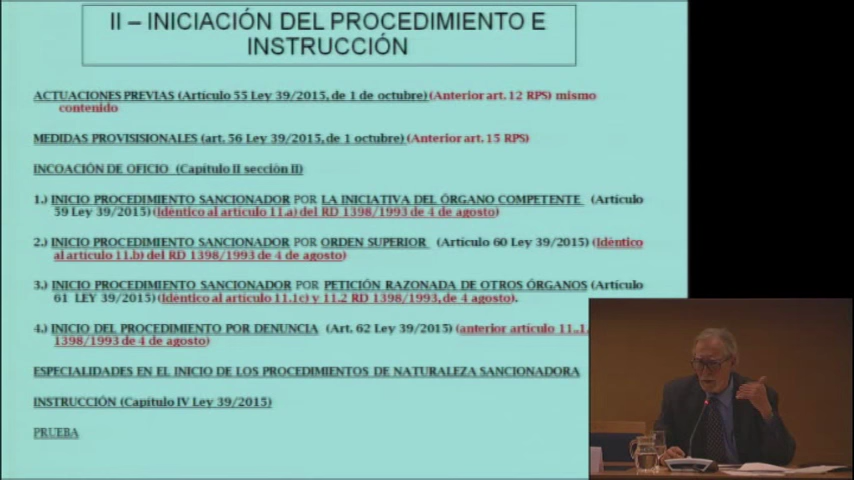 II – INICIACIÓN DEL PROCEDIMIENTO E
INSTRUCCIÓN
ACTUACIONES PREVIAS (Artículo 55 Ley 39/2015, de 1 de octubre) (Anterior art. 12 RPS) mismo
contenido
MEDIDAS PROVISISIONALES (art. 56 Ley 39/2015, de 1 octubre) (Anterior art. 15 RPS)
INCOACIÓN DE OFICIO (Capítulo II sección II)
1.) INICIO PROCEDIMIENTO SANCIONADOR POR LA INICIATIVA DEL ÓRGANO COMPETENTE (Artículo
59 Ley 39/2015) (Idéntico al artículo 11.a) del RD 1398/1993 de 4 de agosto)
2.) INICIO PROCEDIMIENTO SANCIONADOR POR ORDEN SUPERIOR (Artículo 60 Ley 39/2015) (Idéntico
al artículo 11.b) del RD 1398/1993 de 4 de agosto)
3.) INICIO PROCEDIMIENTO SANCIONADOR POR PETICIÓN RAZONADA DE OTROS ÓRGANOS (Artículo
61 LEY 39/2015) (Idéntico al artículo 11.1c) y 11.2 RD 1398/1993, de 4 agosto).
4.) INICIO DEL PROCEDIMIENTO POR DENUNCIA (Art. 62 Ley 39/2015) (anterior artículo 11..1
1398/1993 de 4 de agosto)
ESPECIALIDADES EN EL INICIO DE LOS PROCEDIMIENTOS DE NATURALEZA SANCIONADORA
INSTRUCCIÓN (Capítulo IV Ley 39/2015)
PRUEBA